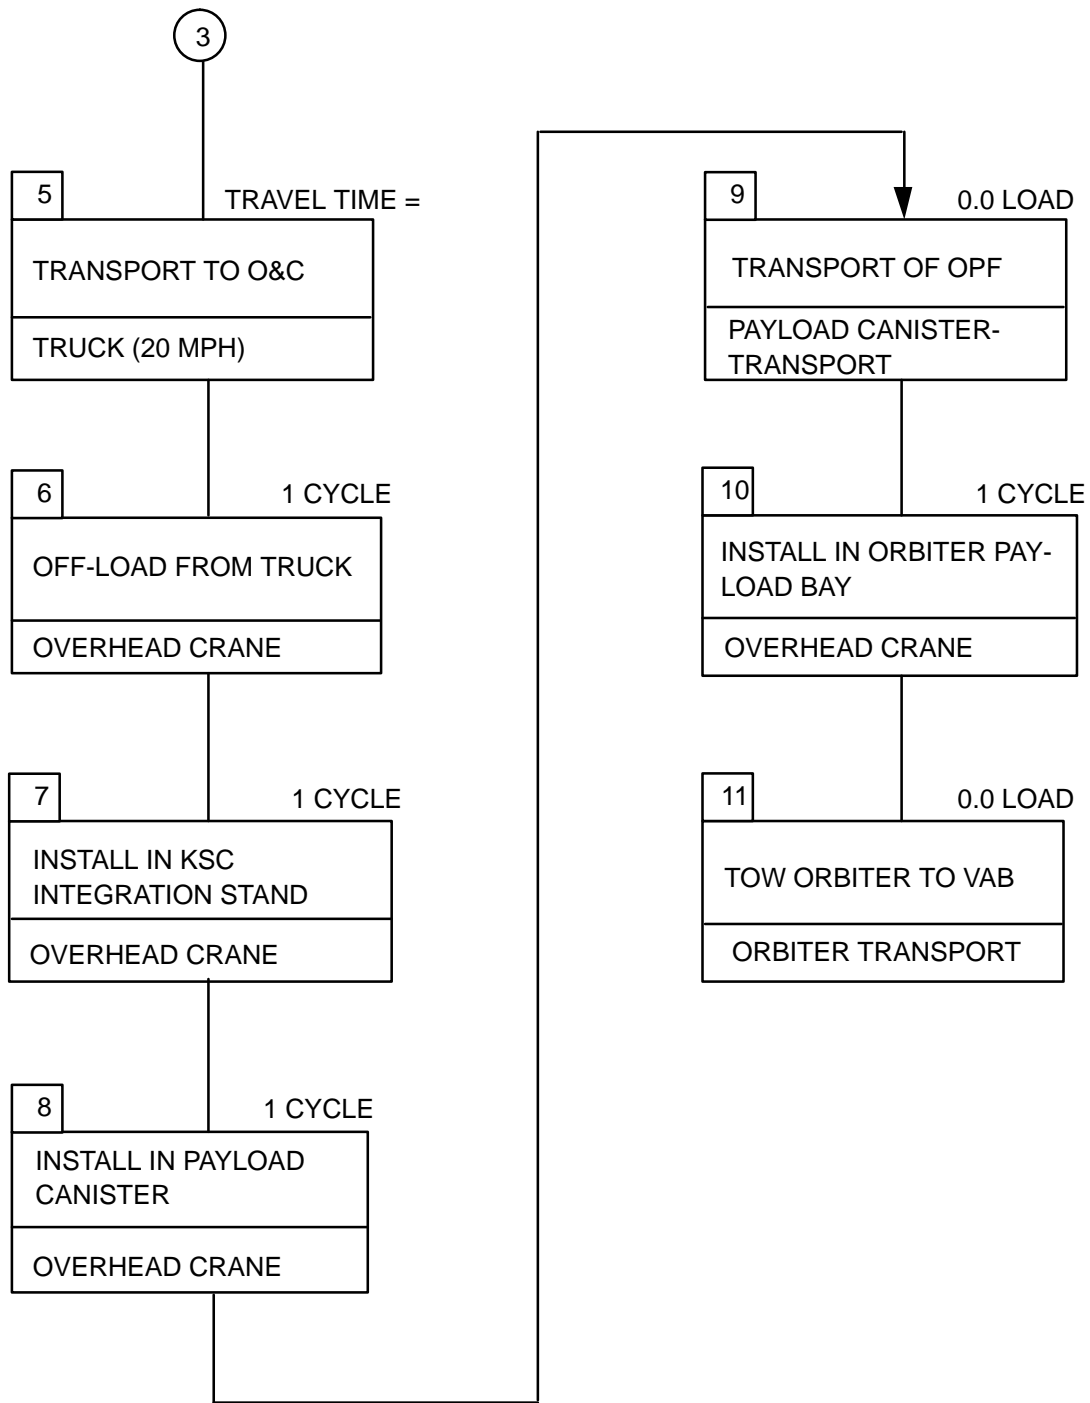 3
5
TRAVEL TIME =
TRANSPORT TO O&C
TRUCK (20 MPH)
6
1 CYCLE
OFF-LOAD FROM TRUCK
OVERHEAD CRANE
7
1 CYCLE
INSTALL IN KSC
INTEGRATION STAND
OVERHEAD CRANE
8
1 CYCLE
INSTALL IN PAYLOAD
CANISTER
OVERHEAD CRANE
9
0.0 LOAD
TRANSPORT OF OPF
PAYLOAD CANISTER-
TRANSPORT
10
1 CYCLE
INSTALL IN ORBITER PAY-
LOAD BAY
OVERHEAD CRANE
11
0.0 LOAD
TOW ORBITER TO VAB
ORBITER TRANSPORT